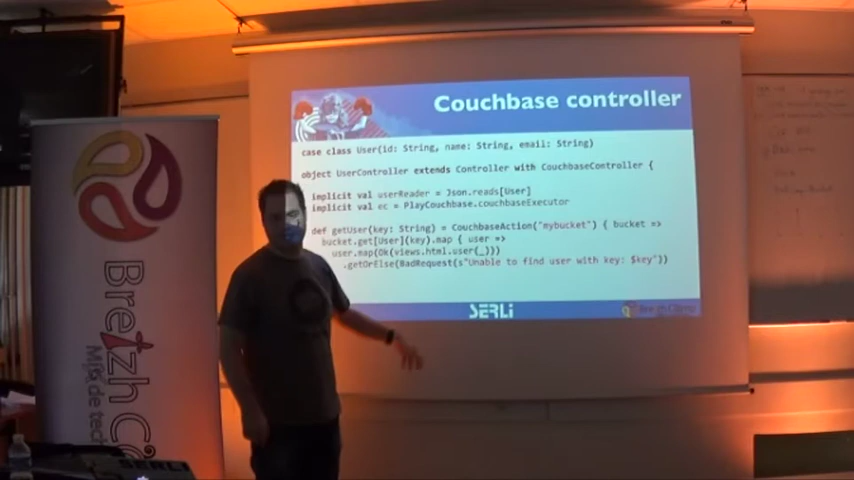 Couchbase controller
case class User(id: String, name: String, email: String)
object UserController extends Controller with CouchbaseController {
implicit val userReader = Json.reads[User]
implicit val ec = PlayCouchbase.couchbaseExecutor
def getUser(key: String) = CouchbaseAction("mybucket") { bucket =>
bucket.get[User](key).map { user =>
user.map(Ok(views.html.user(_)))
.getOrElse(BadRequest(s"Unable to find user with key: $key"))
SERLI
Breizh C
Mix de tec